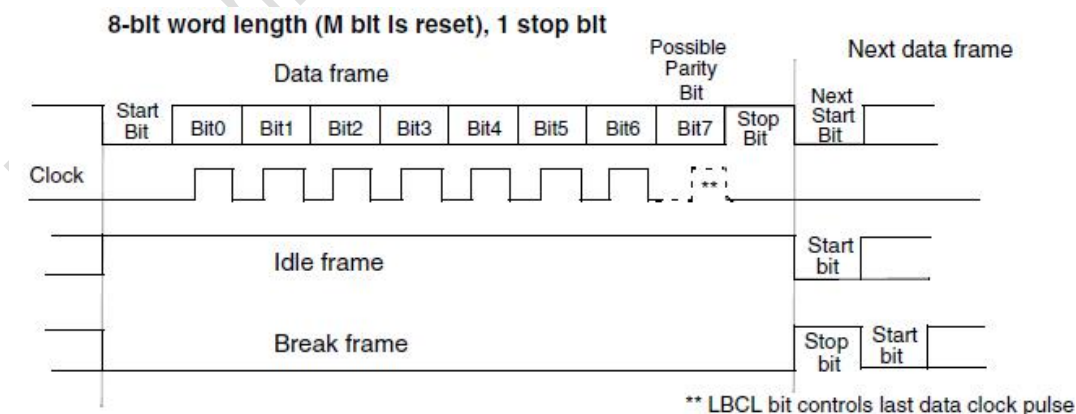 8-bit word length (M bit is reset), 1 stop bit
Possible
Parity
Bit
Next data frame
Data frame
Start
Bit
Bit0
Bit1
Bit2
Bit3
Bit4
Bit5
Bit6
Bit7
Stop
Bit
Next
Start
Bit
Clock
**
Idle frame
Start
bit
Break frame
Stop
bit
Start
bit
** LBCL bit controls last data clock pulse